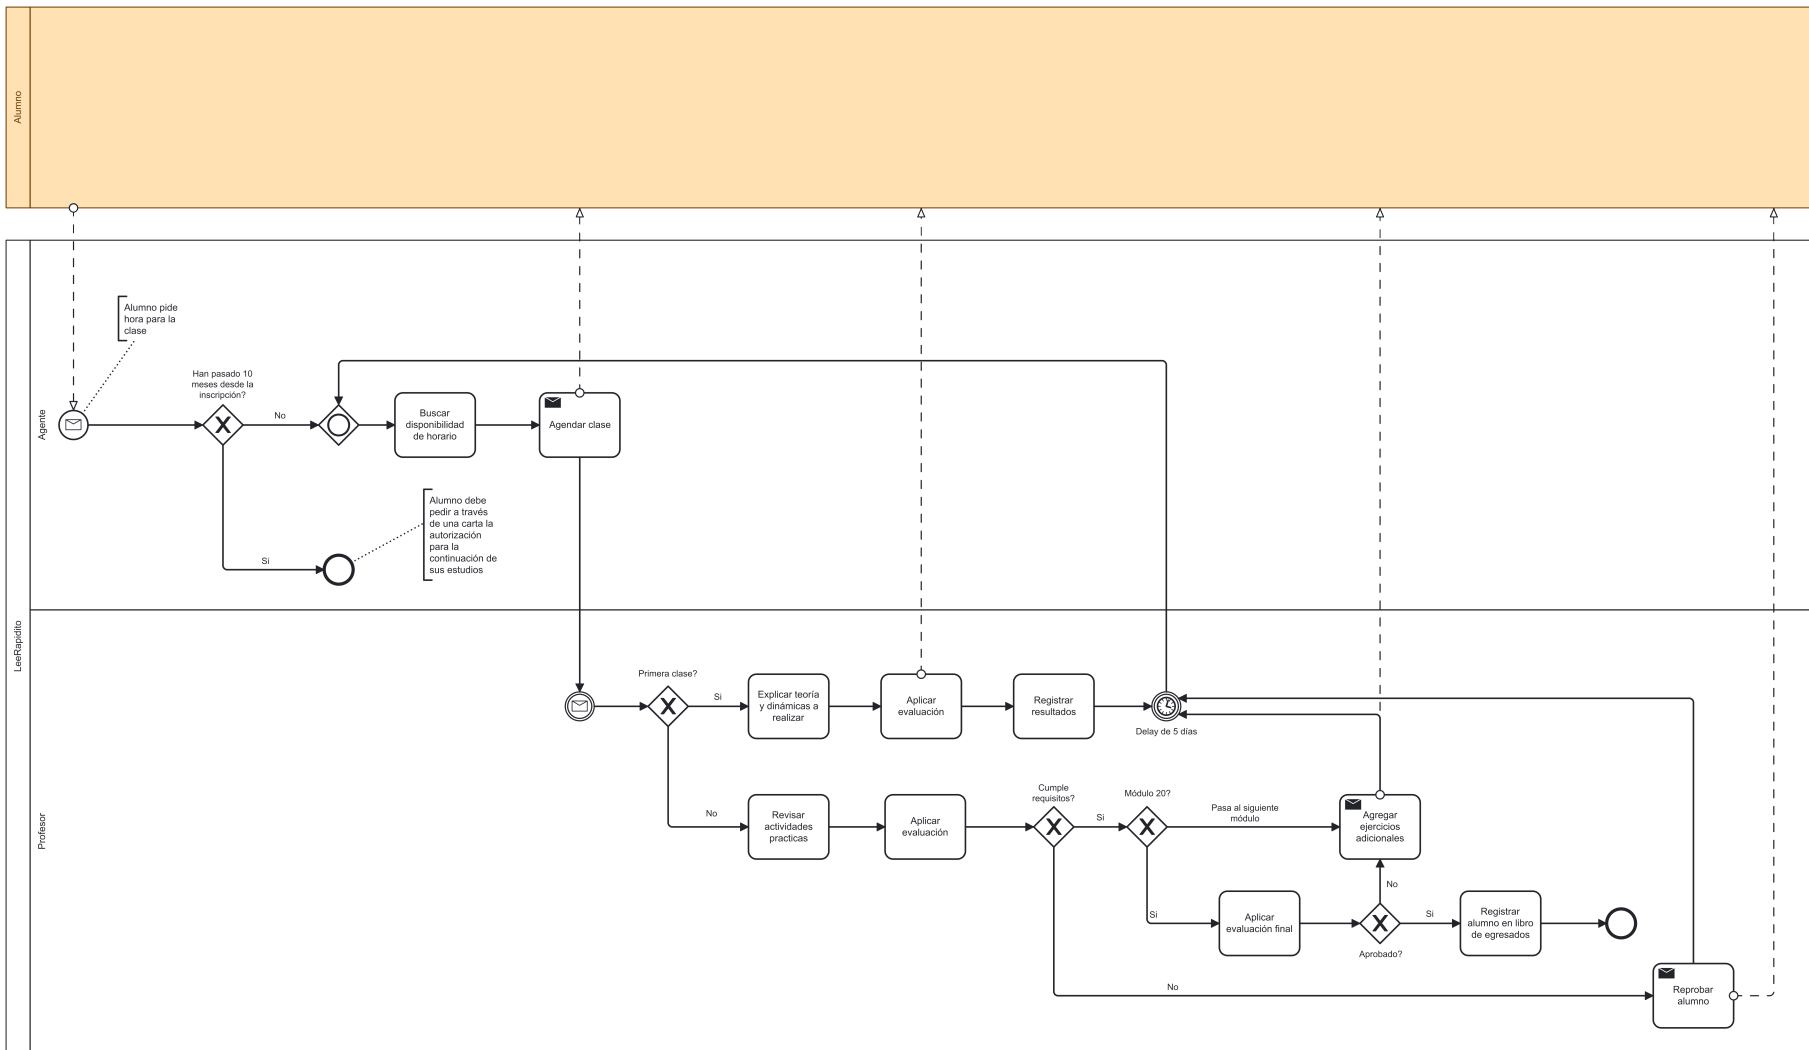 Alumno
LeeRapidito
Agente
Alumno pide
hora para la
clase
Han pasado 10
meses desde la
inscripción?
No
Si
Buscar
disponibilidad
de horario
Agendar clase
Alumno debe
pedir a través
de una carta la
autorización
para la
continuación de
sus estudios
Profesor
Primera clase?
Si
No
Explicar teoría
y dinámicas a
realizar
Aplicar
evaluación
Registrar
resultados
Delay de 5 días
Revisar
actividades
practicas
Aplicar
evaluación
Cumple
requisitos?
Si
No
Módulo 20?
Pasa al siguiente
módulo
Si
Agregar
ejercicios
adicionales
Aplicar
evaluación final
No
Aprobado?
Si
Registrar
alumno en libro
de egresados
Reprobar
alumno